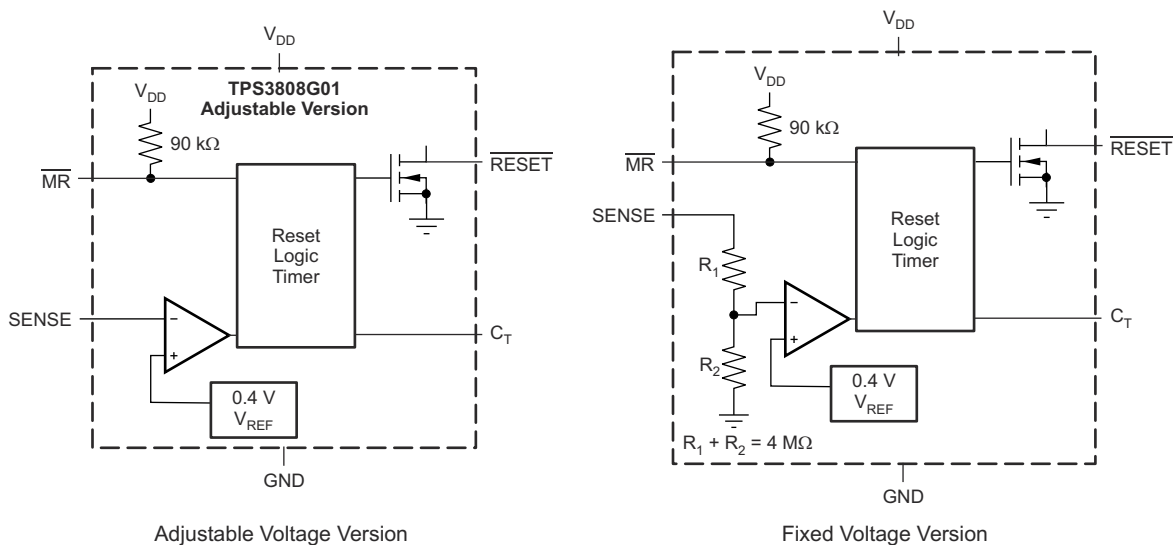 V_DD
TPS3808G01
Adjustable Version
V_DD
90 kΩ
MR
RESET
Reset
Logic
Timer
SENSE
−
+
C_T
0.4 V
V_REF
GND
Adjustable Voltage Version
V_DD
V_DD
90 kΩ
MR
RESET
SENSE
Reset
Logic
Timer
R_1
−
+
C_T
R_2
0.4 V
V_REF
R_1 + R_2 = 4 MΩ
GND
Fixed Voltage Version